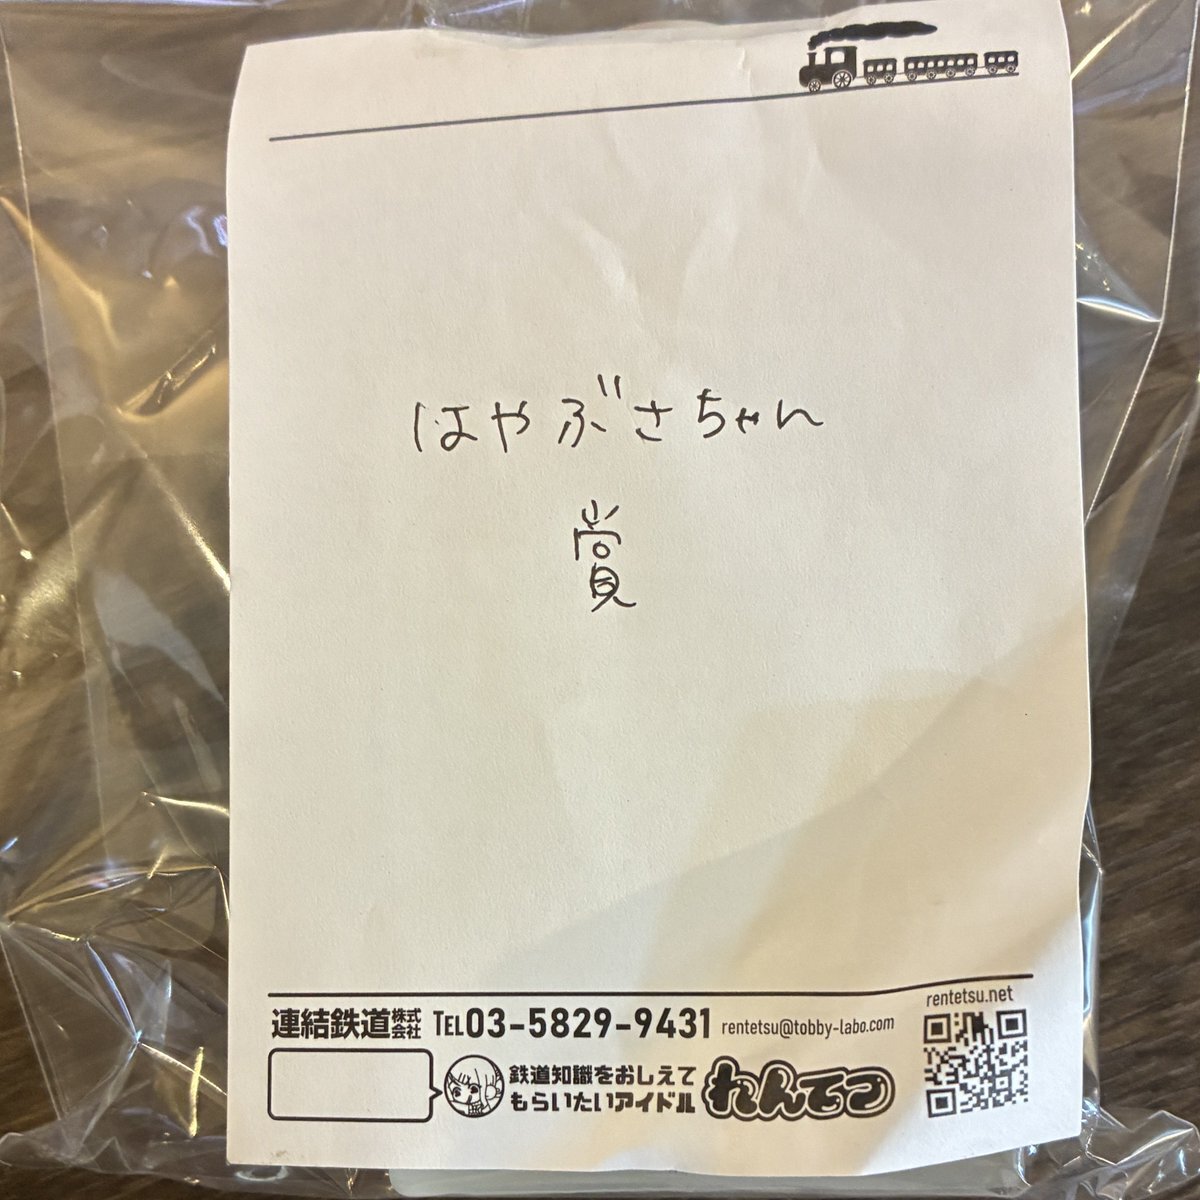 はやぶさちゃん
賞
rentetsu.net
連結鉄道株式会社 TEL03-5829-9431 rentetsu@tobby-labo.com
鉄道知識をおしえて
もらいたいアイドル
れんてつ